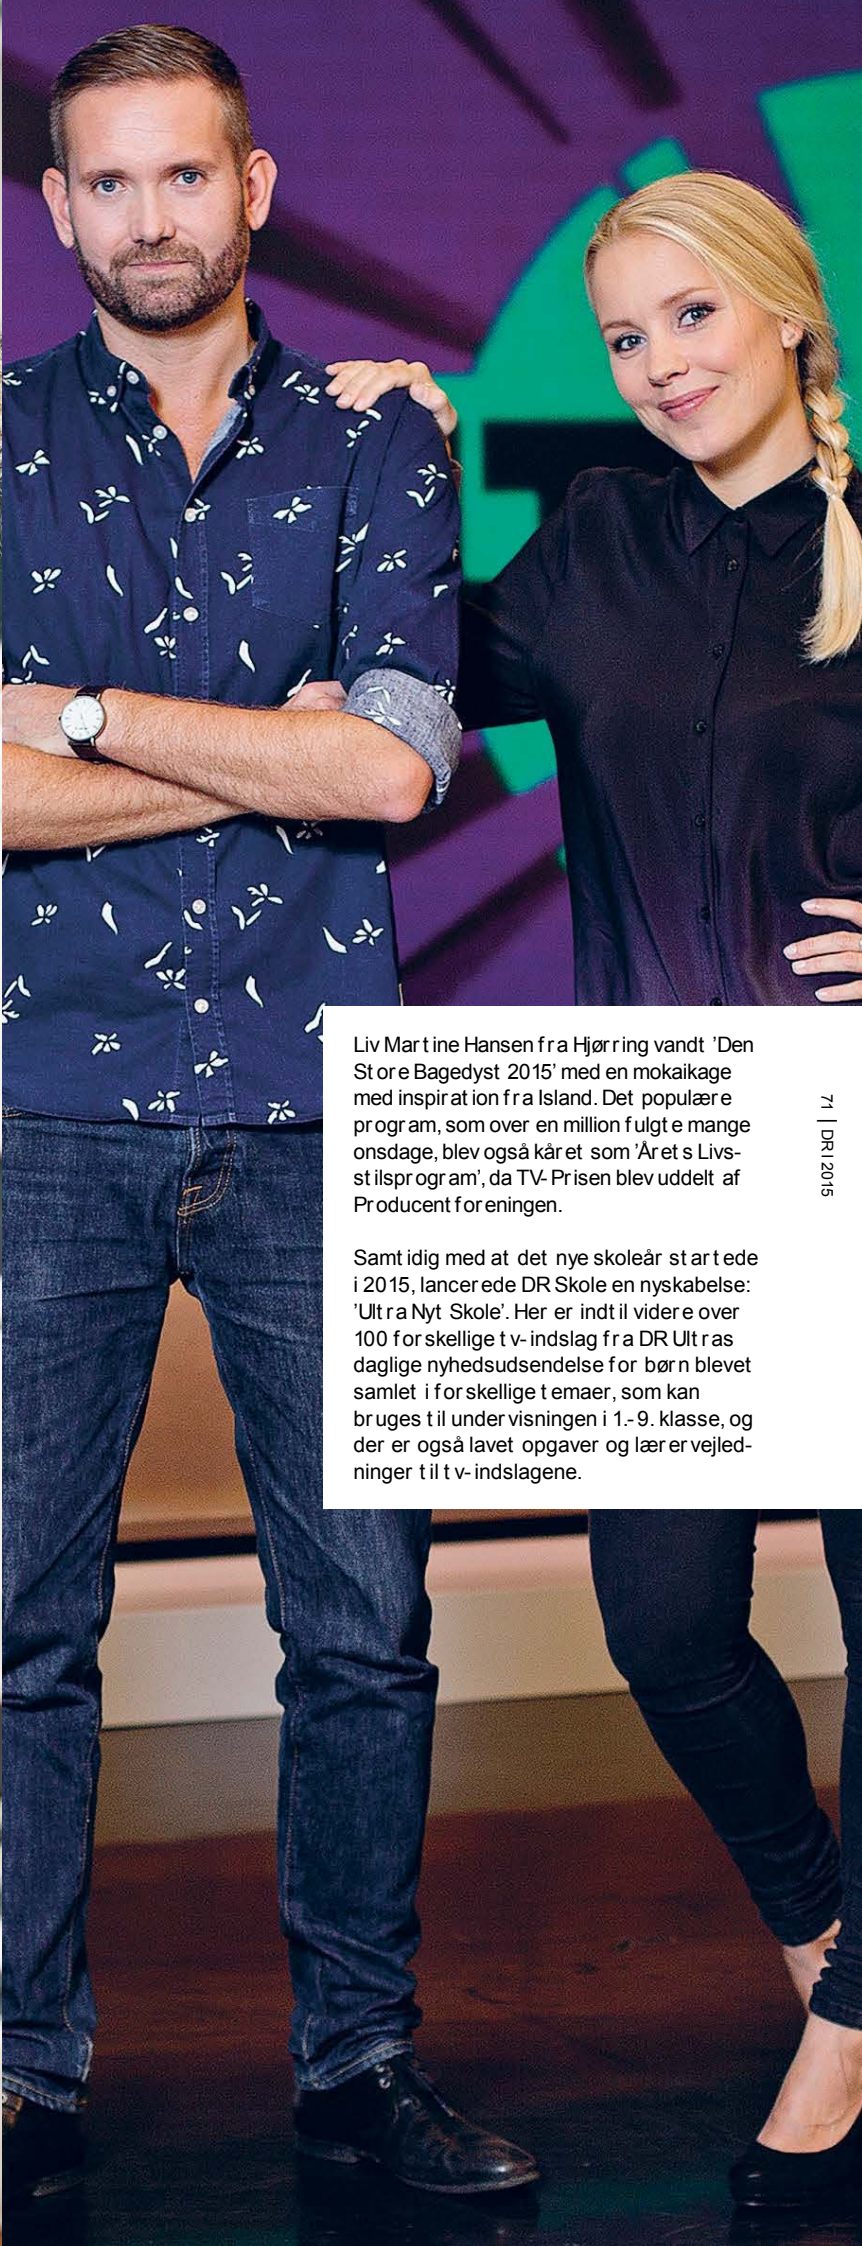 Liv Martine Hansen fra Hjørring vandt ’Den
Store Bagedyst 2015’ med en mokaikage
med inspiration fra Island. Det populære
program, som over en million fulgte mange
onsdage, blev også kåret som ’Årets Livs-
stilsprogram’, da TV-Prisen blev uddelt af
Producentforeningen.
Samtidig med at det nye skoleår startede
i 2015, lancerede DR Skole en nyskabelse:
’Ultra Nyt Skole’. Her er indtil videre over
100 forskellige tv-indslag fra DR Ultras
daglige nyhedsudsendelse for børn blevet
samlet i forskellige temaer, som kan
bruges til undervisningen i 1.-9. klasse, og
der er også lavet opgaver og lærervejled-
ninger til tv-indslagene.
71 | DR I 2015